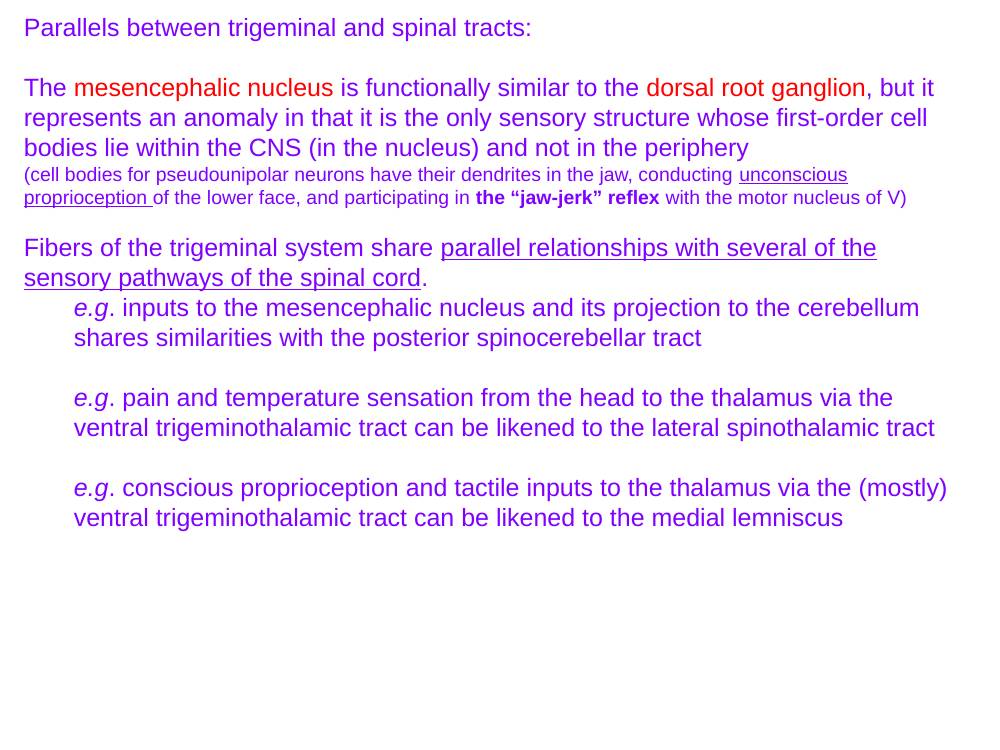 Parallels between trigeminal and spinal tracts:
The mesencephalic nucleus is functionally similar to the dorsal root ganglion, but it
represents an anomaly in that it is the only sensory structure whose first-order cell
bodies lie within the CNS (in the nucleus) and not in the periphery
(cell bodies for pseudounipolar neurons have their dendrites in the jaw, conducting unconscious
proprioception of the lower face, and participating in the “jaw-jerk” reflex with the motor nucleus of V)
Fibers of the trigeminal system share parallel relationships with several of the
sensory pathways of the spinal cord.
e.g. inputs to the mesencephalic nucleus and its projection to the cerebellum
shares similarities with the posterior spinocerebellar tract
e.g. pain and temperature sensation from the head to the thalamus via the
ventral trigeminothalamic tract can be likened to the lateral spinothalamic tract
e.g. conscious proprioception and tactile inputs to the thalamus via the (mostly)
ventral trigeminothalamic tract can be likened to the medial lemniscus